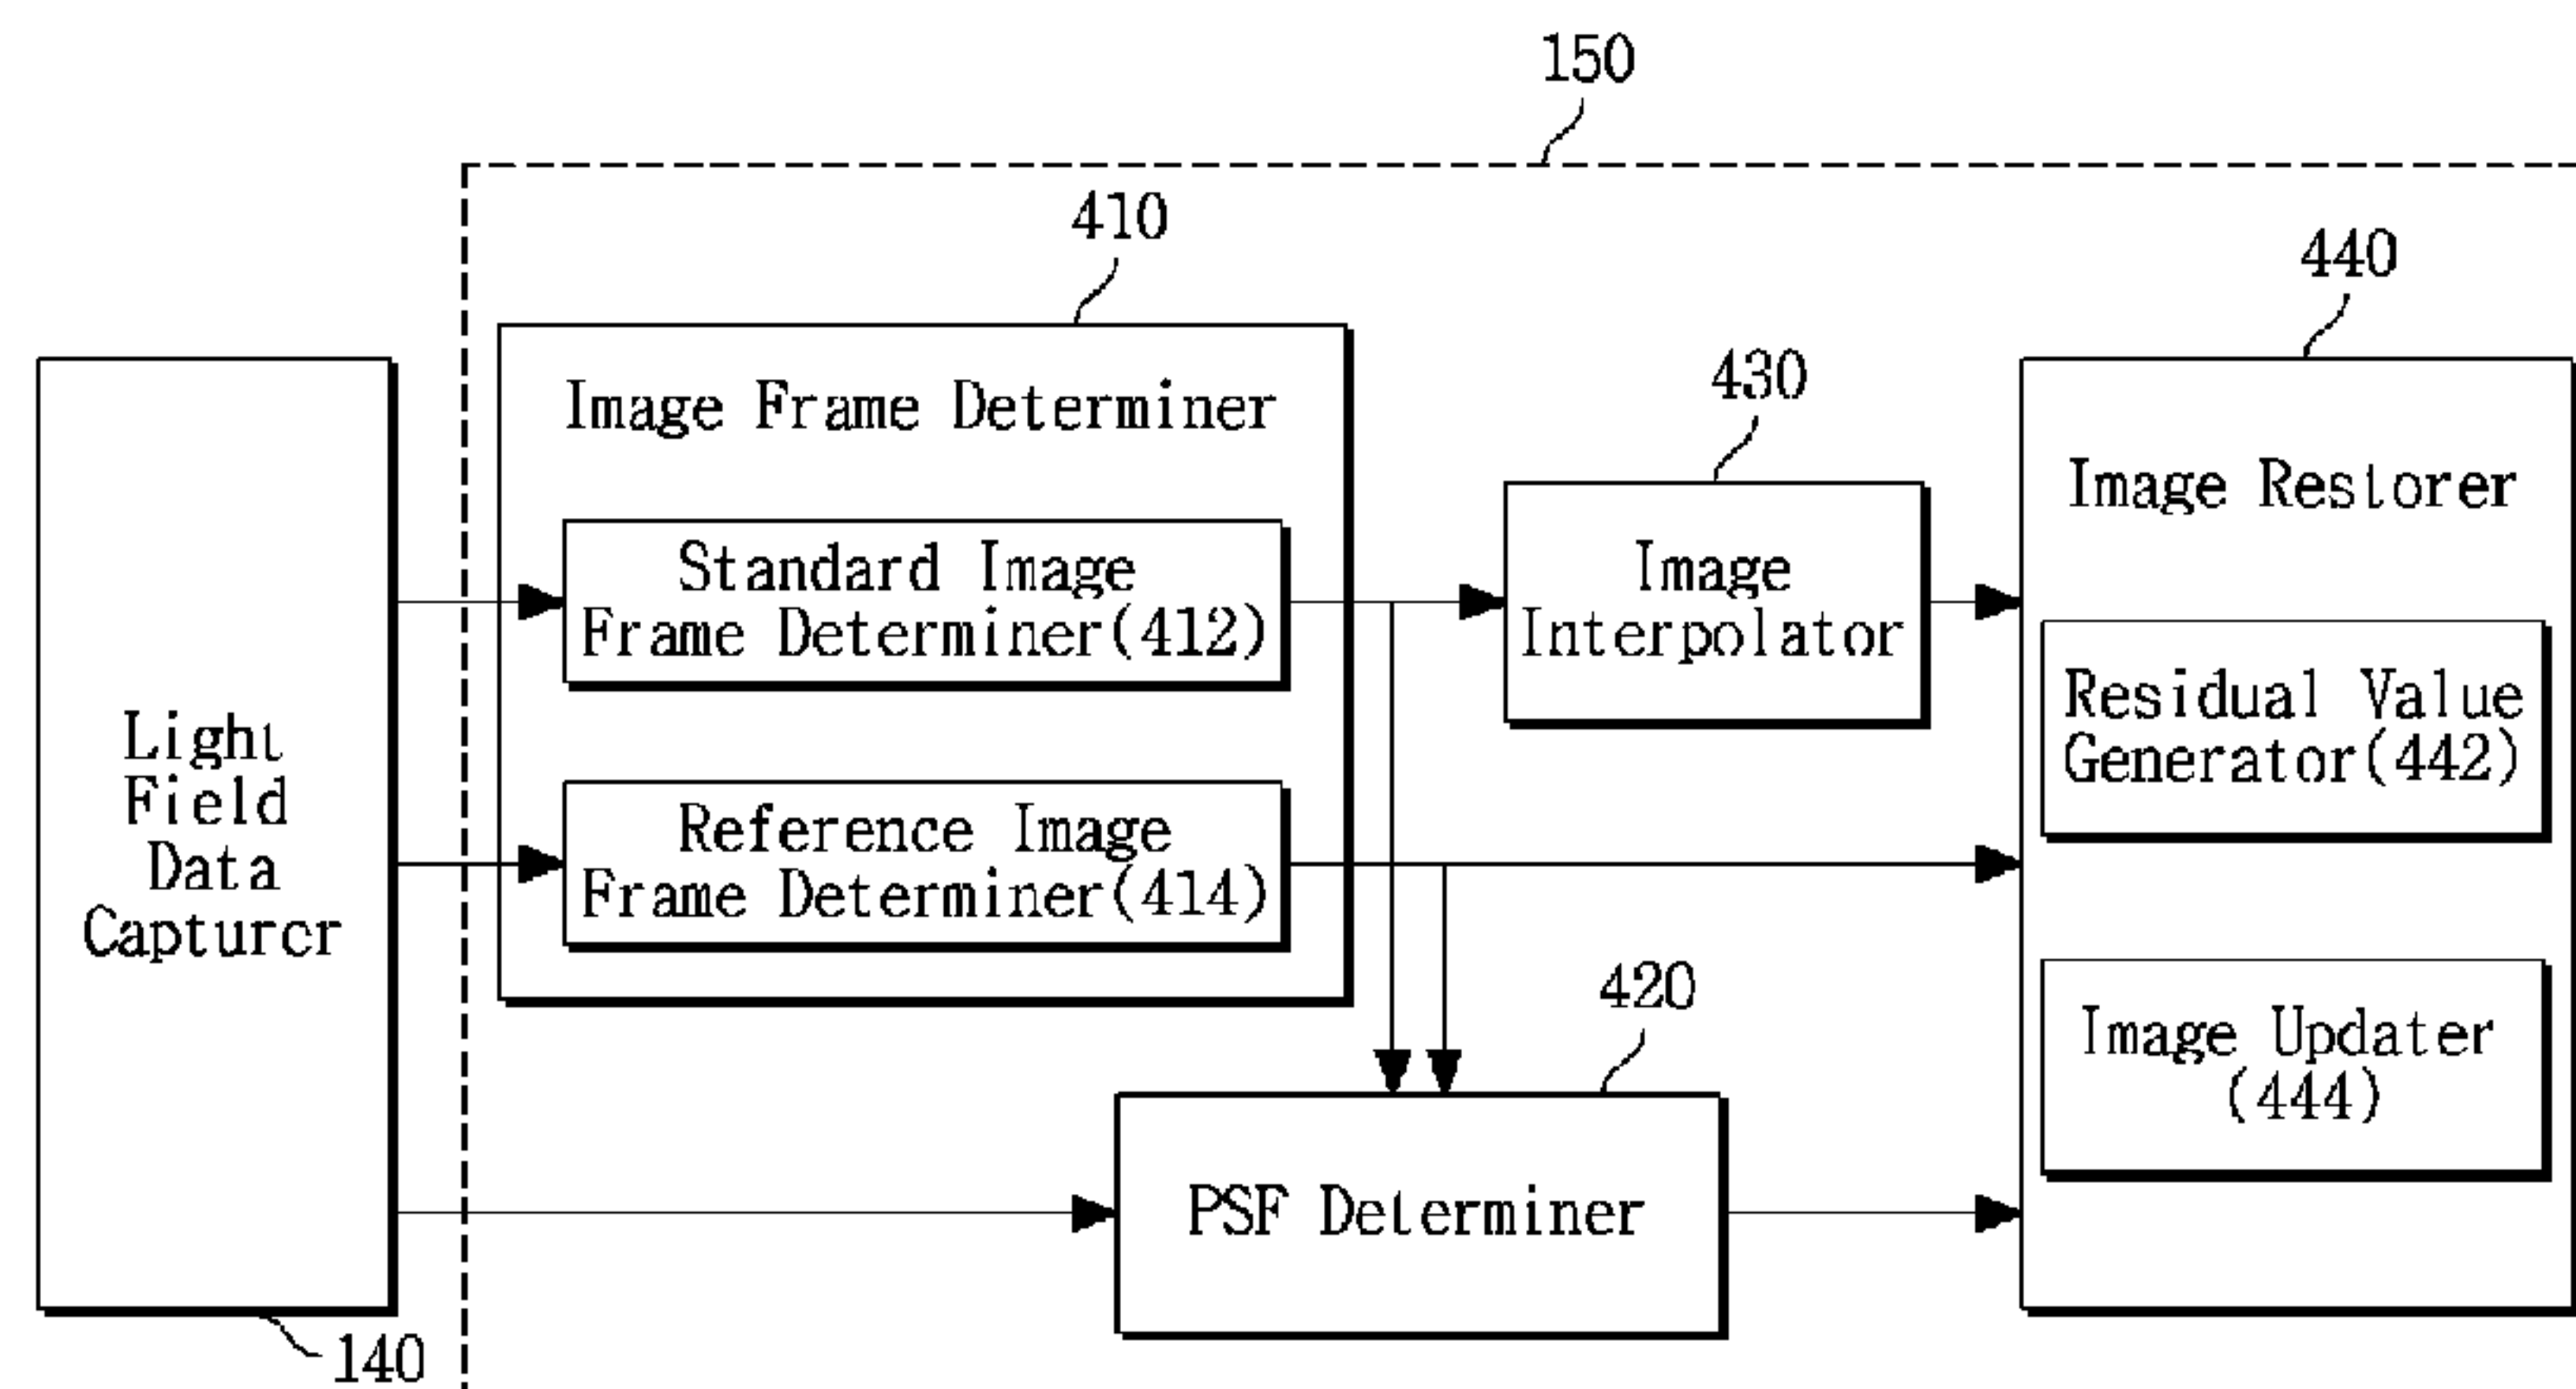 150
410
440
430
Image Frame Determiner
Image Restorer
Standard Image
Frame Determiner(412)
Image
Interpolator
Residual Value
Generator(442)
Light
Field
Data
Capturer
Reference Image
Frame Determiner(414)
420
Image Updater
(444)
PSF Determiner
140